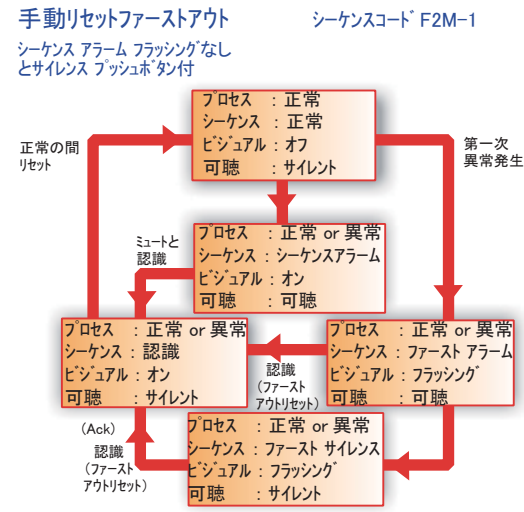 手動リセットファーストアウト
シーケンスコード F2M-1
シーケンス アラーム フラッシングなし
とサイレンス プッシュボタン付
プロセス : 正常
シーケンス : 正常
ビジュアル : オフ
可聴 : サイレント
正常の間
リセット
第一次
異常発生
プロセス : 正常 or 異常
シーケンス : シーケンスアラーム
ビジュアル : オン
可聴 : 可聴
ミュートと
認識
プロセス : 正常 or 異常
シーケンス : 認識
ビジュアル : オン
可聴 : サイレント
プロセス : 正常 or 異常
シーケンス : ファースト アラーム
ビジュアル : フラッシング
可聴 : 可聴
認識
(ファースト
アウトリセット)
(Ack)
認識
(ファースト
アウトリセット)
プロセス : 正常 or 異常
シーケンス : ファースト サイレンス
ビジュアル : フラッシング
可聴 : サイレント